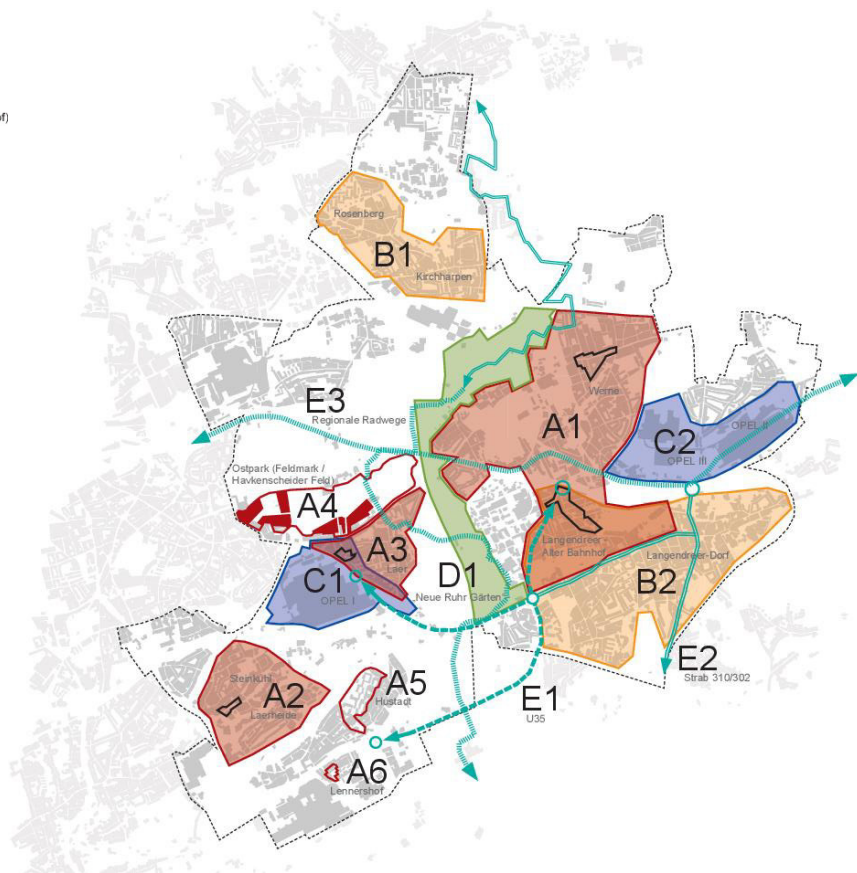 of)
Rosenberg
B1
Kirchharpen
Werne
A1
E3
Regionale Radwege
C2
OPEL II
OPEL III
Ostpark (Feldmark /
Havkenscheider Feld)
A4
A3
Laer
C1
OPEL I
D1
Neue Ruhr Gärten
Langendreer
Alter Bahnhof
Langendreer-Dorf
B2
E2
Strab 310/302
E1
U35
Steinkuhl
A2
Laerheide
A5
Hustadt
A6
Lennershof